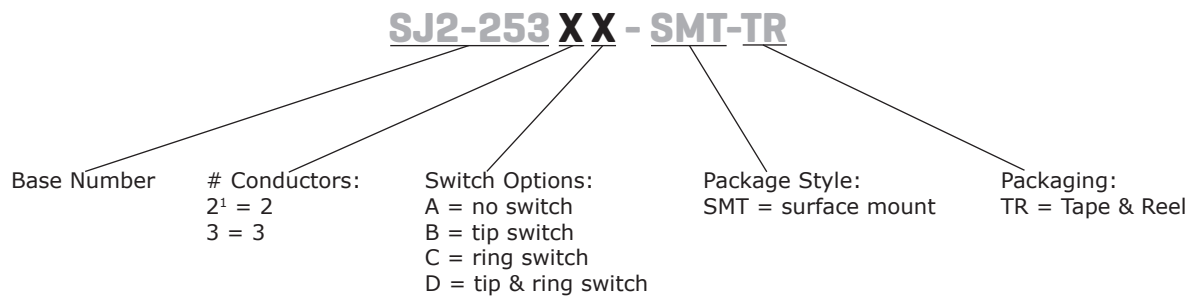 SJ2-253 X X - SMT-TR
Base Number
# Conductors:
2¹ = 2
3 = 3
Switch Options:
A = no switch
B = tip switch
C = ring switch
D = tip & ring switch
Package Style:
SMT = surface mount
Packaging:
TR = Tape & Reel